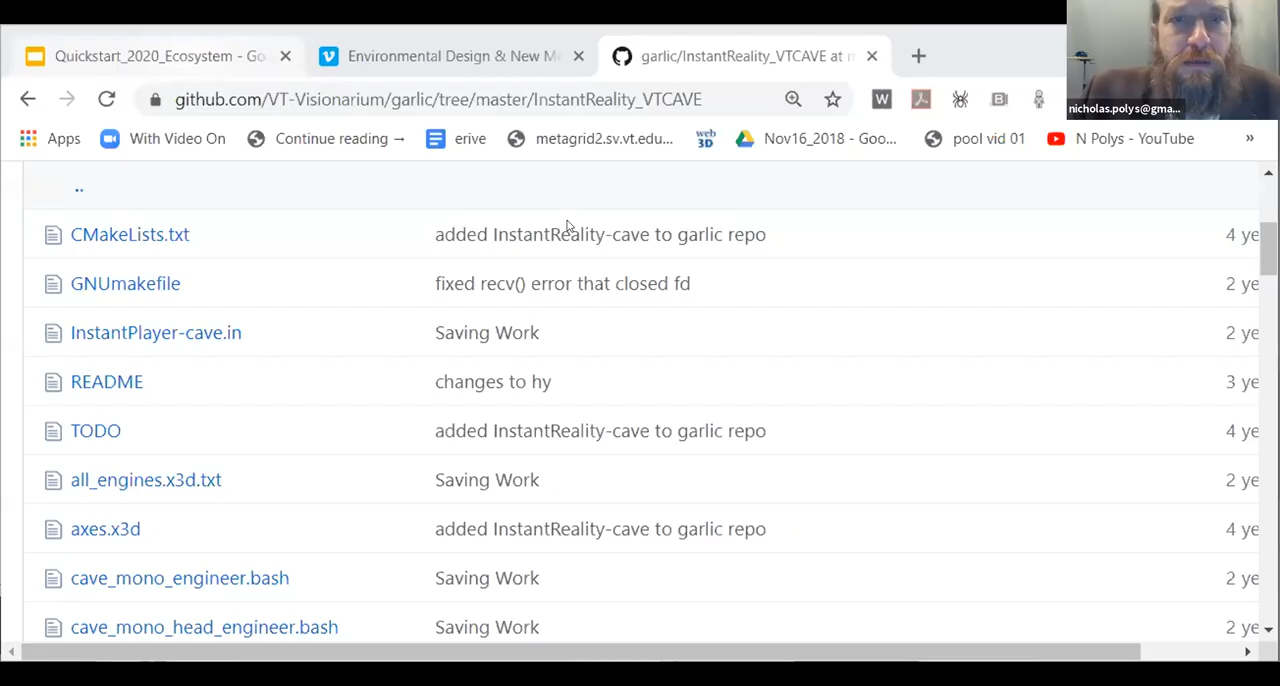 Quickstart_2020_Ecosystem - Go
Environmental Design & New M
garlic/InstantReality_VTCAVE at m
github.com/VT-Visionarium/garlic/tree/master/InstantReality_VTCAVE
W
B
nicholas.polys@gma...
Apps
With Video On
Continue reading →
erive
metagrid2.sv.vt.edu...
web
3D
Nov16_2018 - Goo...
pool vid 01
N Polys - YouTube
»
..
CMakeLists.txt added InstantReality-cave to garlic repo 4 ye
GNUmakefile fixed recv() error that closed fd 2 ye
InstantPlayer-cave.in Saving Work 2 ye
README changes to hy 3 ye
TODO added InstantReality-cave to garlic repo 4 ye
all_engines.x3d.txt Saving Work 2 ye
axes.x3d added InstantReality-cave to garlic repo 4 ye
cave_mono_engineer.bash Saving Work 2 ye
cave_mono_head_engineer.bash Saving Work 2 ye